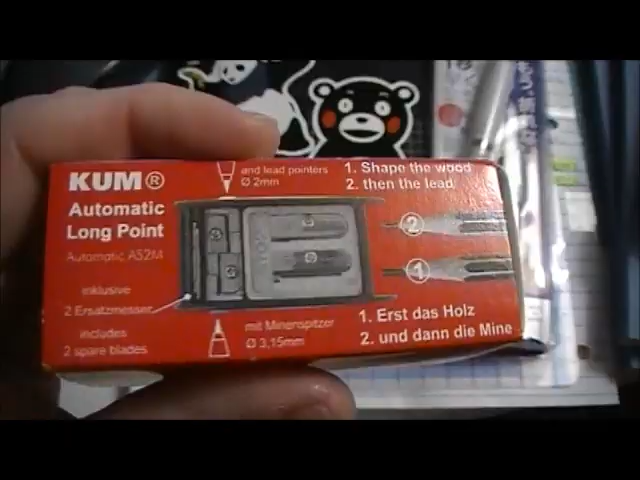 KUM®
Automatic
Long Point
Automatic A52M
inklusive
2 Ersatzmesser
includes
2 spare blades
and lead pointers
Ø 2mm
1. Shape the wood
2. then the lead
2
1
mit Minenspitzer
Ø 3,15mm
1. Erst das Holz
2. und dann die Mine